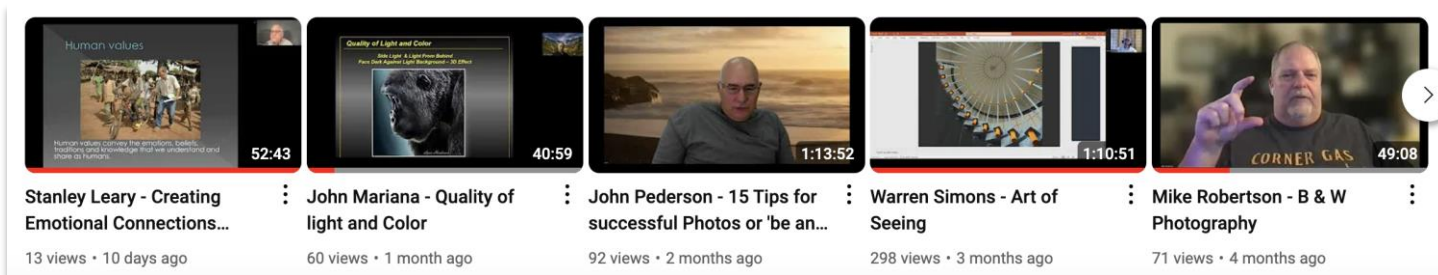 Human values
Human values convey the emotions, beliefs,
traditions and knowledge that we understand and
share as humans.
52:43
Stanley Leary - Creating
Emotional Connections...
13 views • 10 days ago
Quality of Light and Color
Side Light & Light From Behind
Face Dark Against Light Background – 3D Effect
40:59
John Mariana - Quality of
light and Color
60 views • 1 month ago
1:13:52
John Pederson - 15 Tips for
successful Photos or 'be an...
92 views • 2 months ago
1:10:51
Warren Simons - Art of
Seeing
298 views • 3 months ago
CORNER GAS
49:08
Mike Robertson - B & W
Photography
71 views • 4 months ago